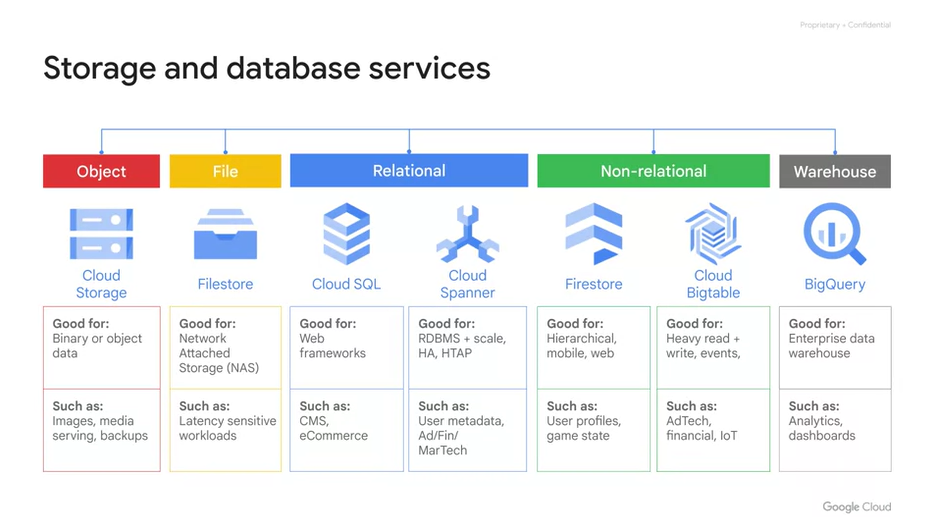 Proprietary + Confidential
Storage and database services
Object
File
Relational
Non-relational
Warehouse
Cloud
Storage
Filestore
Cloud SQL
Cloud
Spanner
Firestore
Cloud
Bigtable
BigQuery
Good for:
Binary or object
data
Good for:
Network
Attached
Storage (NAS)
Good for:
Web
frameworks
Good for:
RDBMS + scale,
HA, HTAP
Good for:
Hierarchical,
mobile, web
Good for:
Heavy read +
write, events,
Good for:
Enterprise data
warehouse
Such as:
Images, media
serving, backups
Such as:
Latency sensitive
workloads
Such as:
CMS,
eCommerce
Such as:
User metadata,
Ad/Fin/
MarTech
Such as:
User profiles,
game state
Such as:
AdTech,
financial, IoT
Such as:
Analytics,
dashboards
Google Cloud